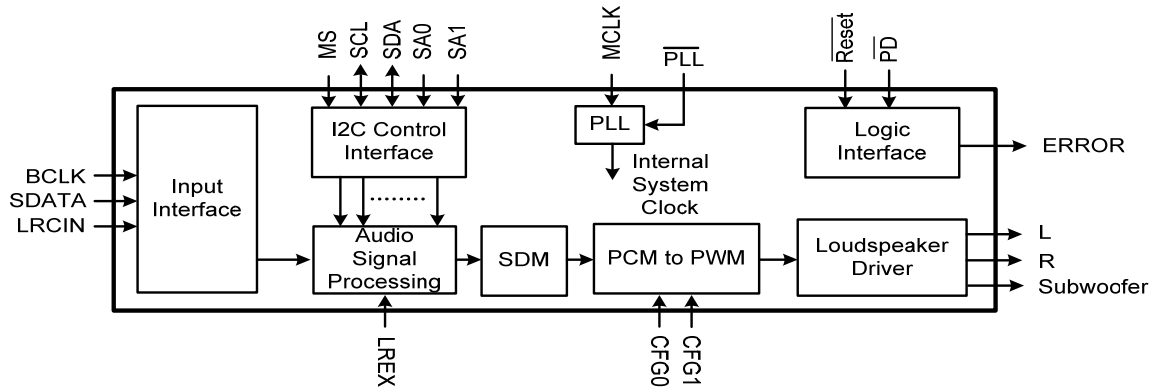 MS
SCL
SDA
SA0
SA1
MCLK
PLL
Reset
PD
I2C Control
Interface
PLL
Logic
Interface
ERROR
Internal
System
Clock
BCLK
SDATA
LRCIN
Input
Interface
........
Audio
Signal
Processing
SDM
PCM to PWM
Loudspeaker
Driver
L
R
Subwoofer
LREX
CFG0
CFG1